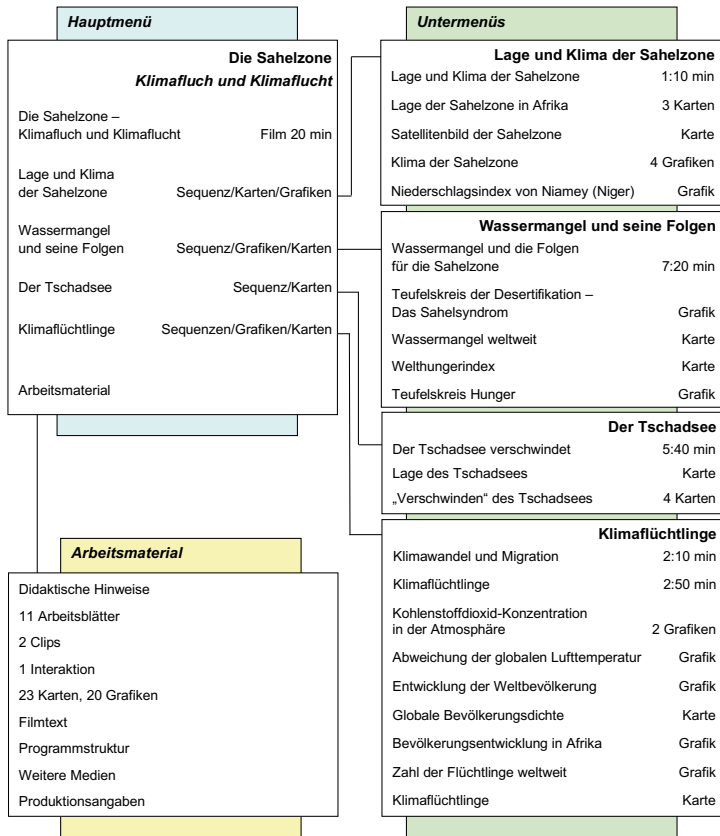 Hauptmenü
Die Sahelzone
Klimafluch und Klimaflucht
Die Sahelzone –
Klimafluch und Klimaflucht Film 20 min
Lage und Klima
der Sahelzone Sequenz/Karten/Grafiken
Wassermangel
und seine Folgen Sequenz/Grafiken/Karten
Der Tschadsee Sequenz/Karten
Klimaflüchtlinge Sequenzen/Grafiken/Karten
Arbeitsmaterial
Arbeitsmaterial
Didaktische Hinweise
11 Arbeitsblätter
2 Clips
1 Interaktion
23 Karten, 20 Grafiken
Filmtext
Programmstruktur
Weitere Medien
Produktionsangaben
Untermenüs
Lage und Klima der Sahelzone
Lage und Klima der Sahelzone 1:10 min
Lage der Sahelzone in Afrika 3 Karten
Satellitenbild der Sahelzone Karte
Klima der Sahelzone 4 Grafiken
Niederschlagsindex von Niamey (Niger) Grafik
Wassermangel und seine Folgen
Wassermangel und die Folgen
für die Sahelzone 7:20 min
Teufelskreis der Desertifikation –
Das Sahelsyndrom Grafik
Wassermangel weltweit Karte
Welthungerindex Karte
Teufelskreis Hunger Grafik
Der Tschadsee
Der Tschadsee verschwindet 5:40 min
Lage des Tschadsees Karte
„Verschwinden“ des Tschadsees 4 Karten
Klimaflüchtlinge
Klimawandel und Migration 2:10 min
Klimaflüchtlinge 2:50 min
Kohlenstoffdioxid-Konzentration
in der Atmosphäre 2 Grafiken
Abweichung der globalen Lufttemperatur Grafik
Entwicklung der Weltbevölkerung Grafik
Globale Bevölkerungsdichte Karte
Bevölkerungsentwicklung in Afrika Grafik
Zahl der Flüchtlinge weltweit Grafik
Klimaflüchtlinge Karte